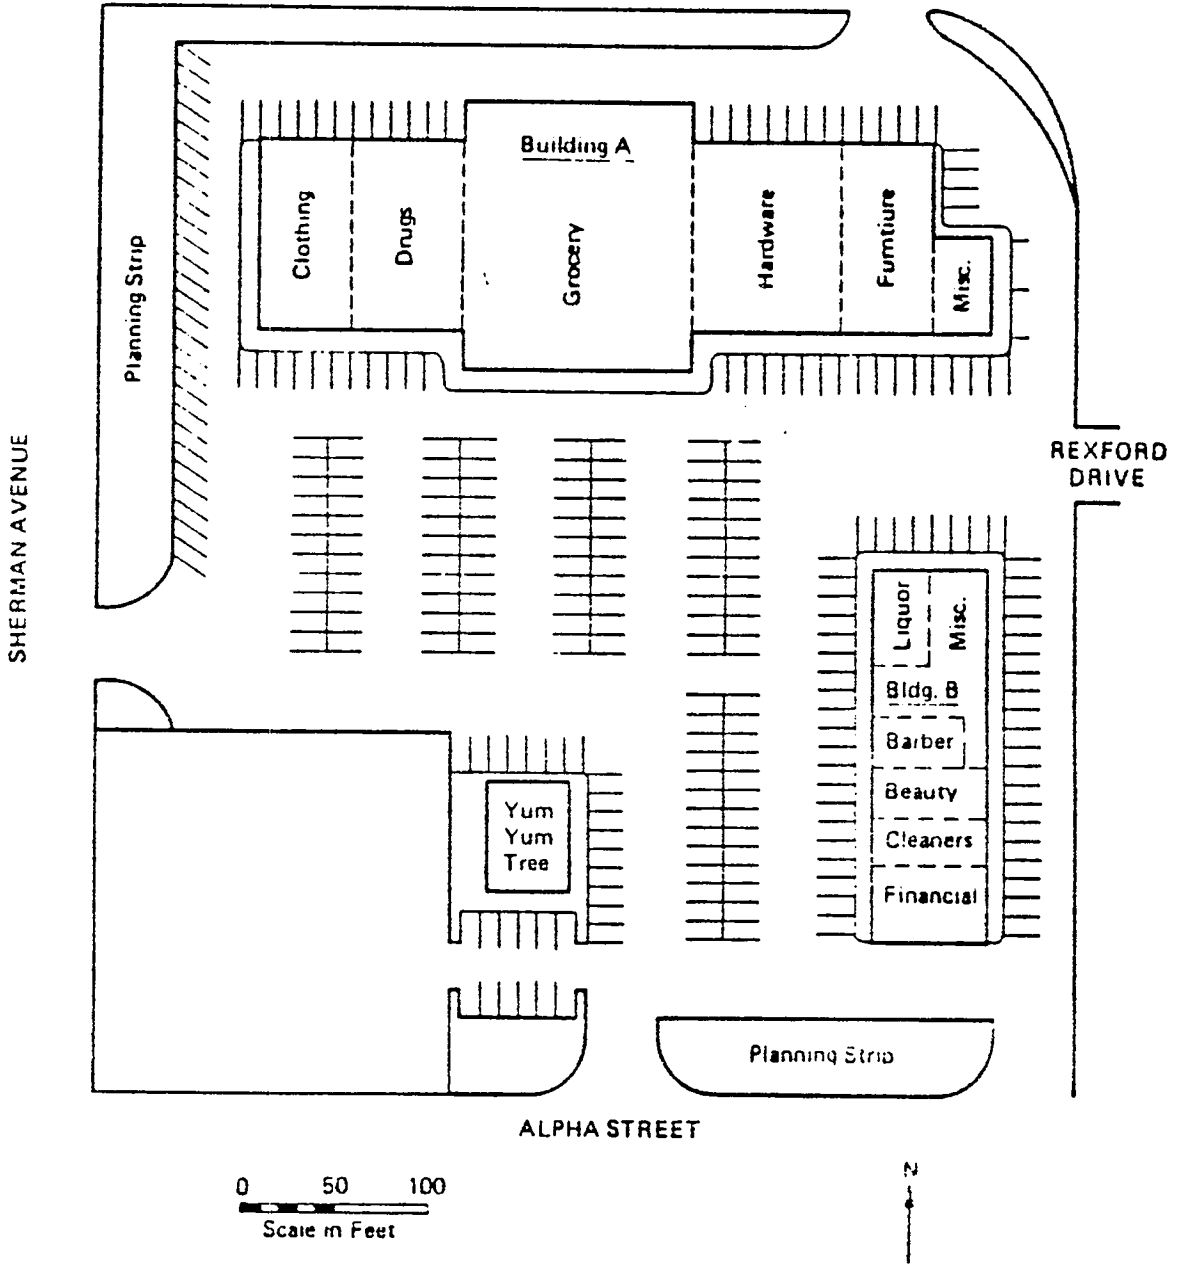 Building A
Clothing
Drugs
Grocery
Hardware
Furntiure
Misc.
Planning Strip
SHERMAN AVENUE
REXFORD
DRIVE
Liquor
Misc.
Bldg. B
Barber
Beauty
Cleaners
Financial
Yum
Yum
Tree
Planning Strip
ALPHA STREET
N
0 50 100
Scale in Feet